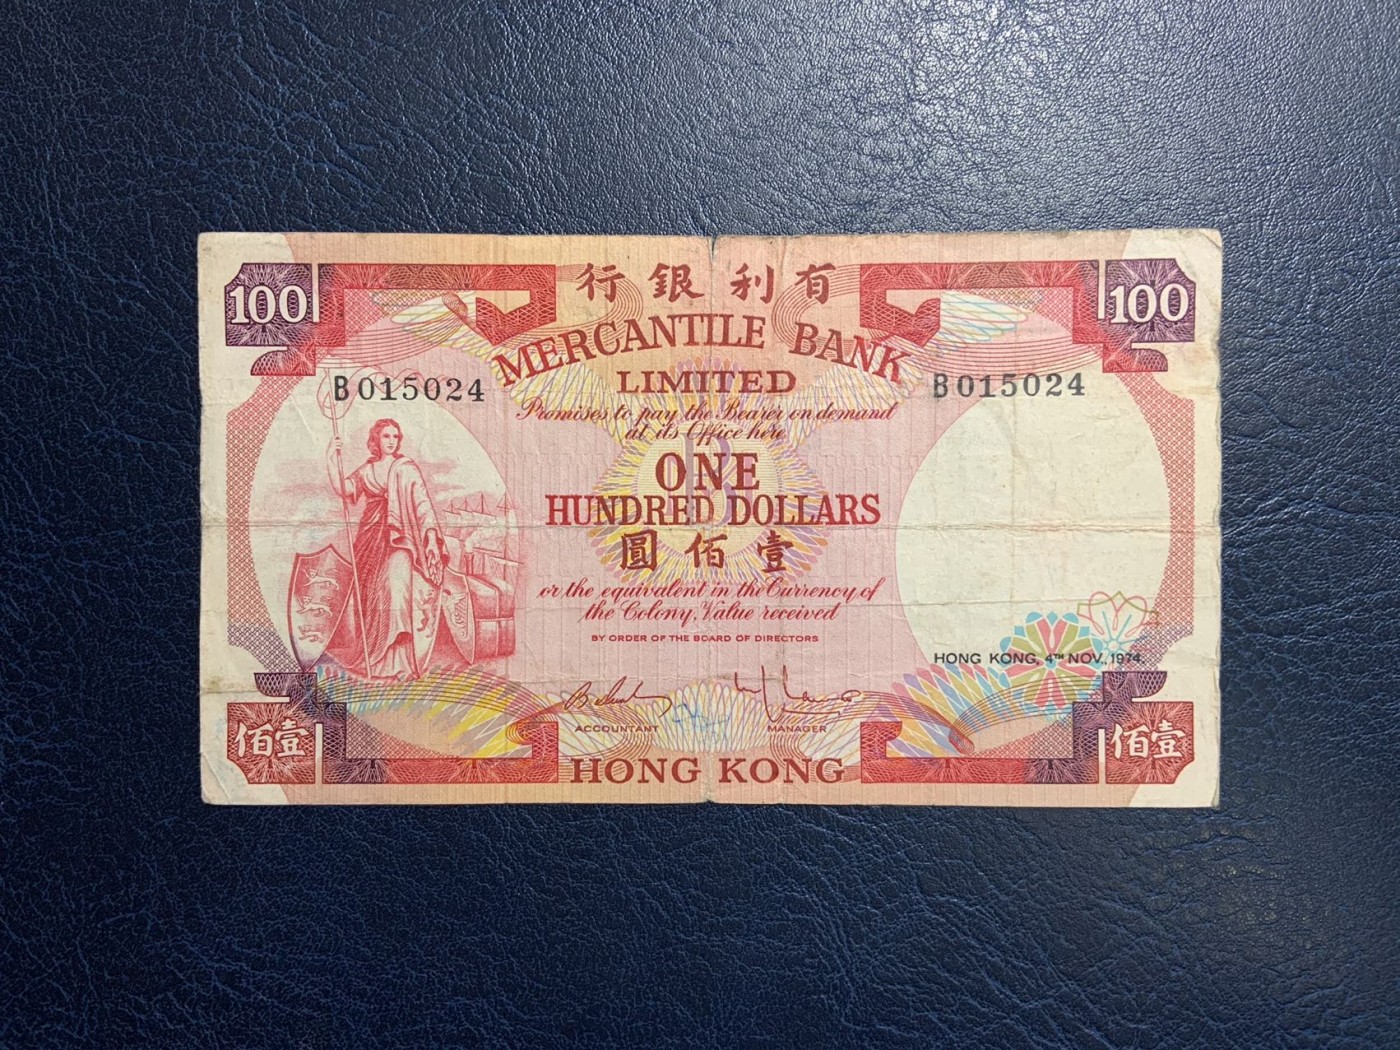 行銀利有
100
100
MERCANTILE BANK
LIMITED
B015024
B015024
Promises to pay the Bearer on demand
at its Office here
ONE
HUNDRED DOLLARS
圓佰壹
or the equivalent in the Currency of
the Colony, Value received
BY ORDER OF THE BOARD OF DIRECTORS
HONG KONG, 4TH NOV., 1974.
ACCOUNTANT
MANAGER
佰壹
佰壹
HONG KONG